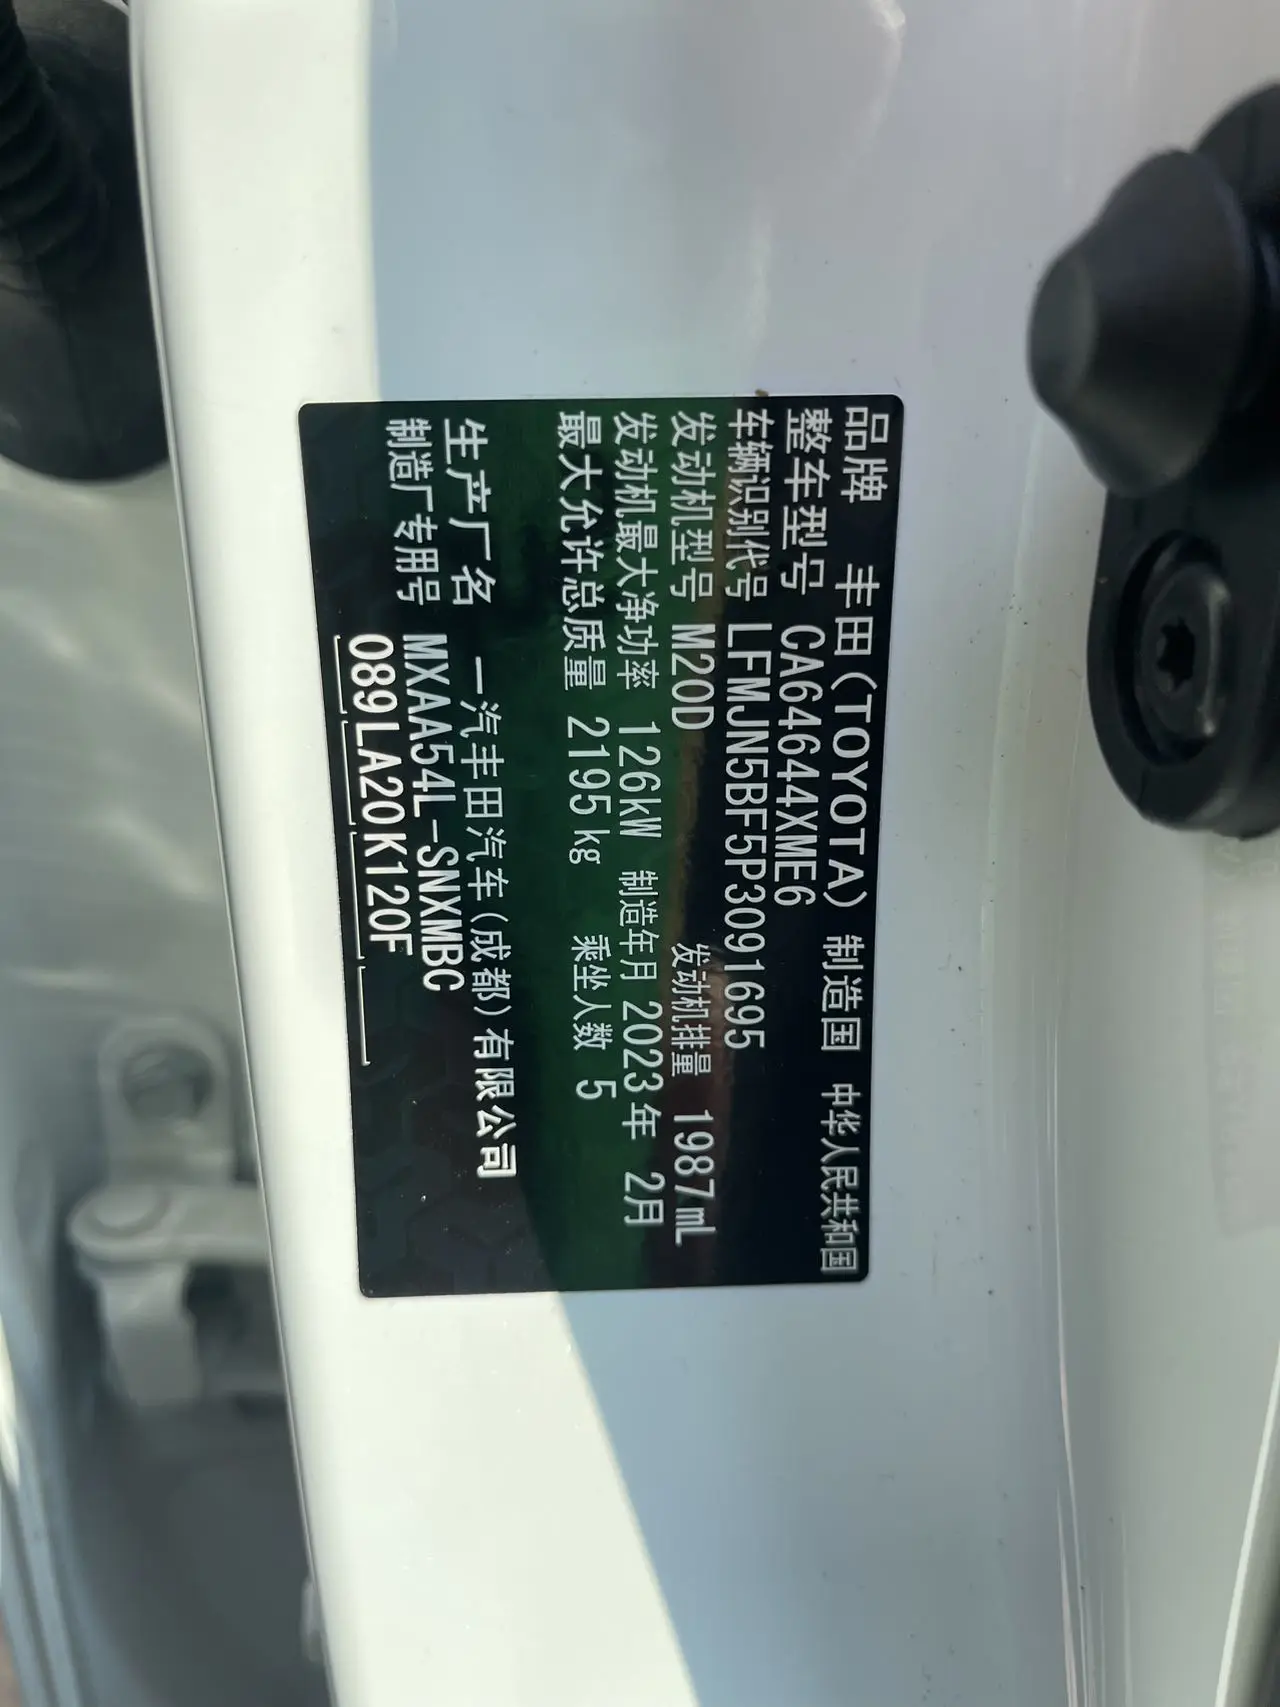 品牌 丰田(TOYOTA) 制造国 中华人民共和国
整车型号 CA64644XME6
车辆识别代号 LFMJN5BF5P3091695
发动机型号 M20D 发动机排量 1987mL
发动机最大净功率 126kW 制造年月 2023年 2月
最大允许总质量 2195kg 乘坐人数 5
生产厂名 一汽丰田汽车(成都)有限公司
制造厂专用号 MXAA54L-SNXMBC
089LA20K120F